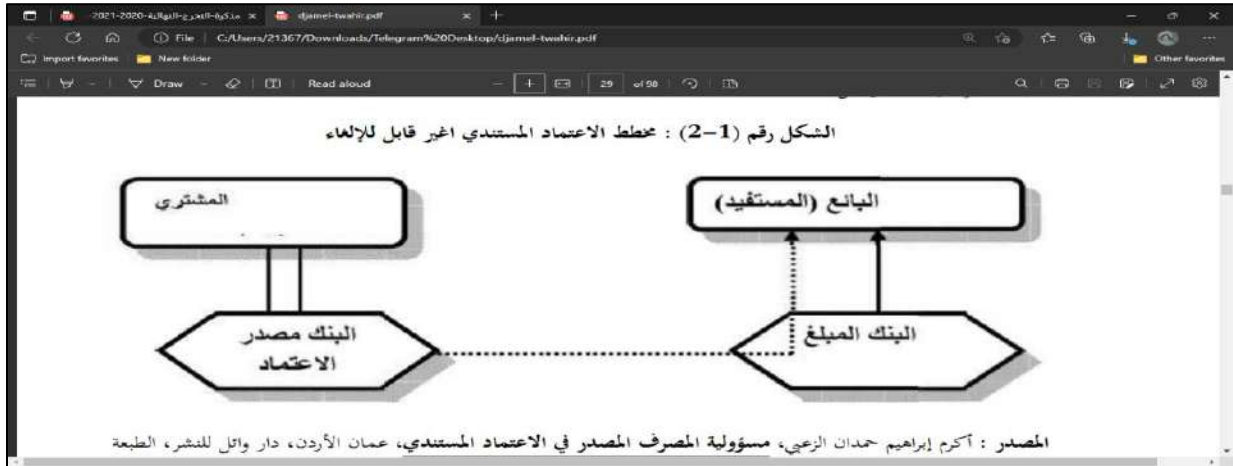 مذكرة-التخرج-النهائية-2020-2021
djamel-twahir.pdf
File
C:/Users/21367/Downloads/Telegram%20Desktop/djamel-twahir.pdf
Import favorites
New folder
Other favorites
Draw
Read aloud
29
of 98
الشكل رقم (1-2) : مخطط الاعتماد المستندي اغير قابل للإلغاء
المشتري
البائع (المستفيد)
البنك مصدر
الاعتماد
البنك المبلغ
المصدر : أكرم إبراهيم حمدان الزعبي، مسؤولية المصرف المصدر في الاعتماد المستندي، عمان الأردن، دار وائل للنشر، الطبعة